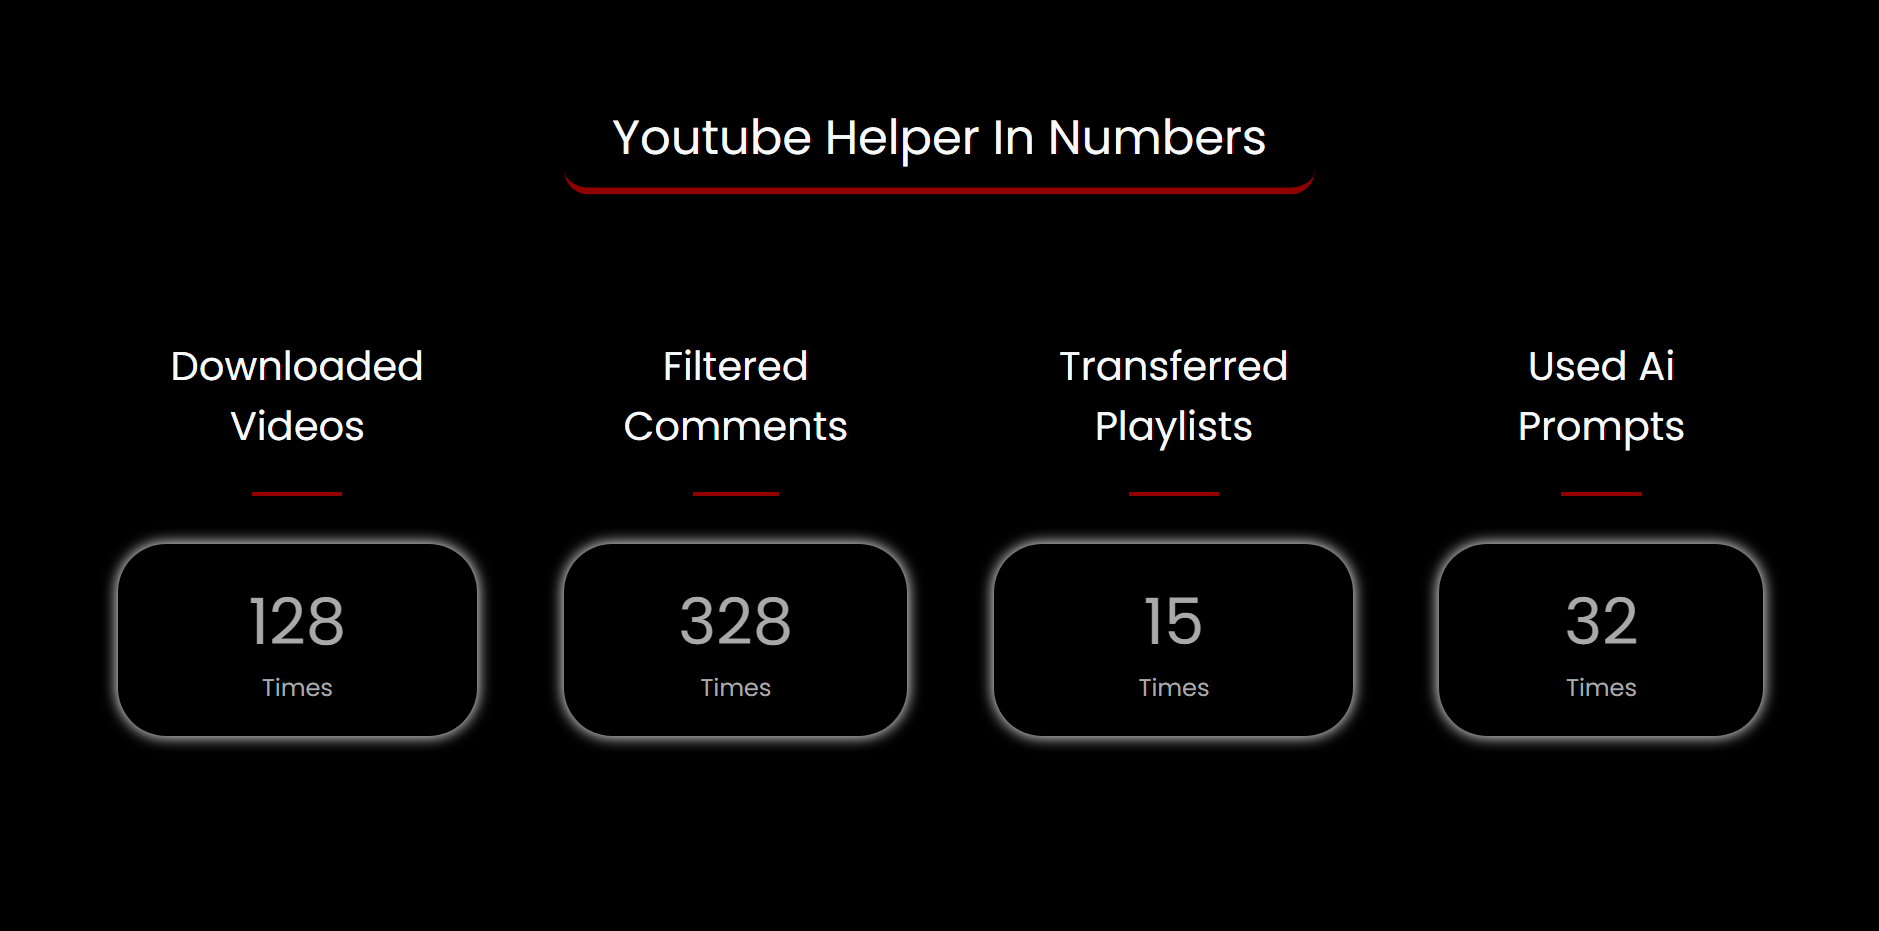 Youtube Helper In Numbers
Downloaded
Videos
128
Times
Filtered
Comments
328
Times
Transferred
Playlists
15
Times
Used Ai
Prompts
32
Times